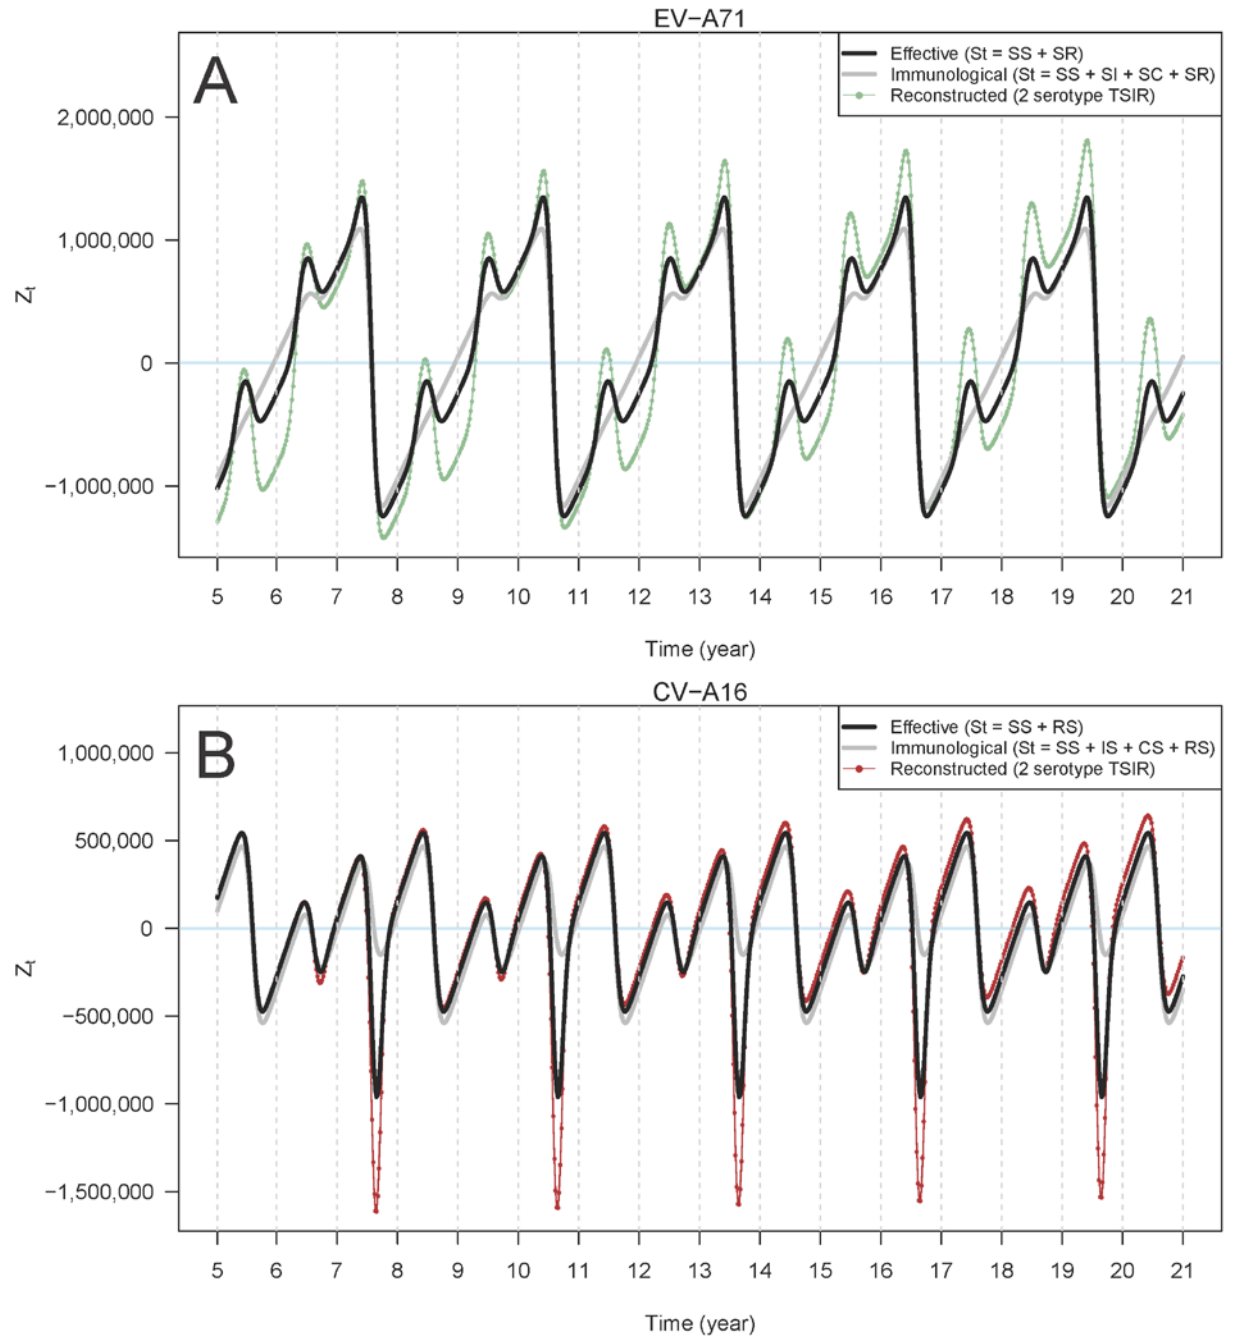 EV−A71
A
Effective (St = SS + SR)
Immunological (St = SS + SI + SC + SR)
Reconstructed (2 serotype TSIR)
2,000,000
1,000,000
0
−1,000,000
Zt
5 6 7 8 9 10 11 12 13 14 15 16 17 18 19 20 21
Time (year)
CV−A16
B
Effective (St = SS + RS)
Immunological (St = SS + IS + CS + RS)
Reconstructed (2 serotype TSIR)
1,000,000
500,000
0
−500,000
−1,000,000
−1,500,000
Zt
5 6 7 8 9 10 11 12 13 14 15 16 17 18 19 20 21
Time (year)